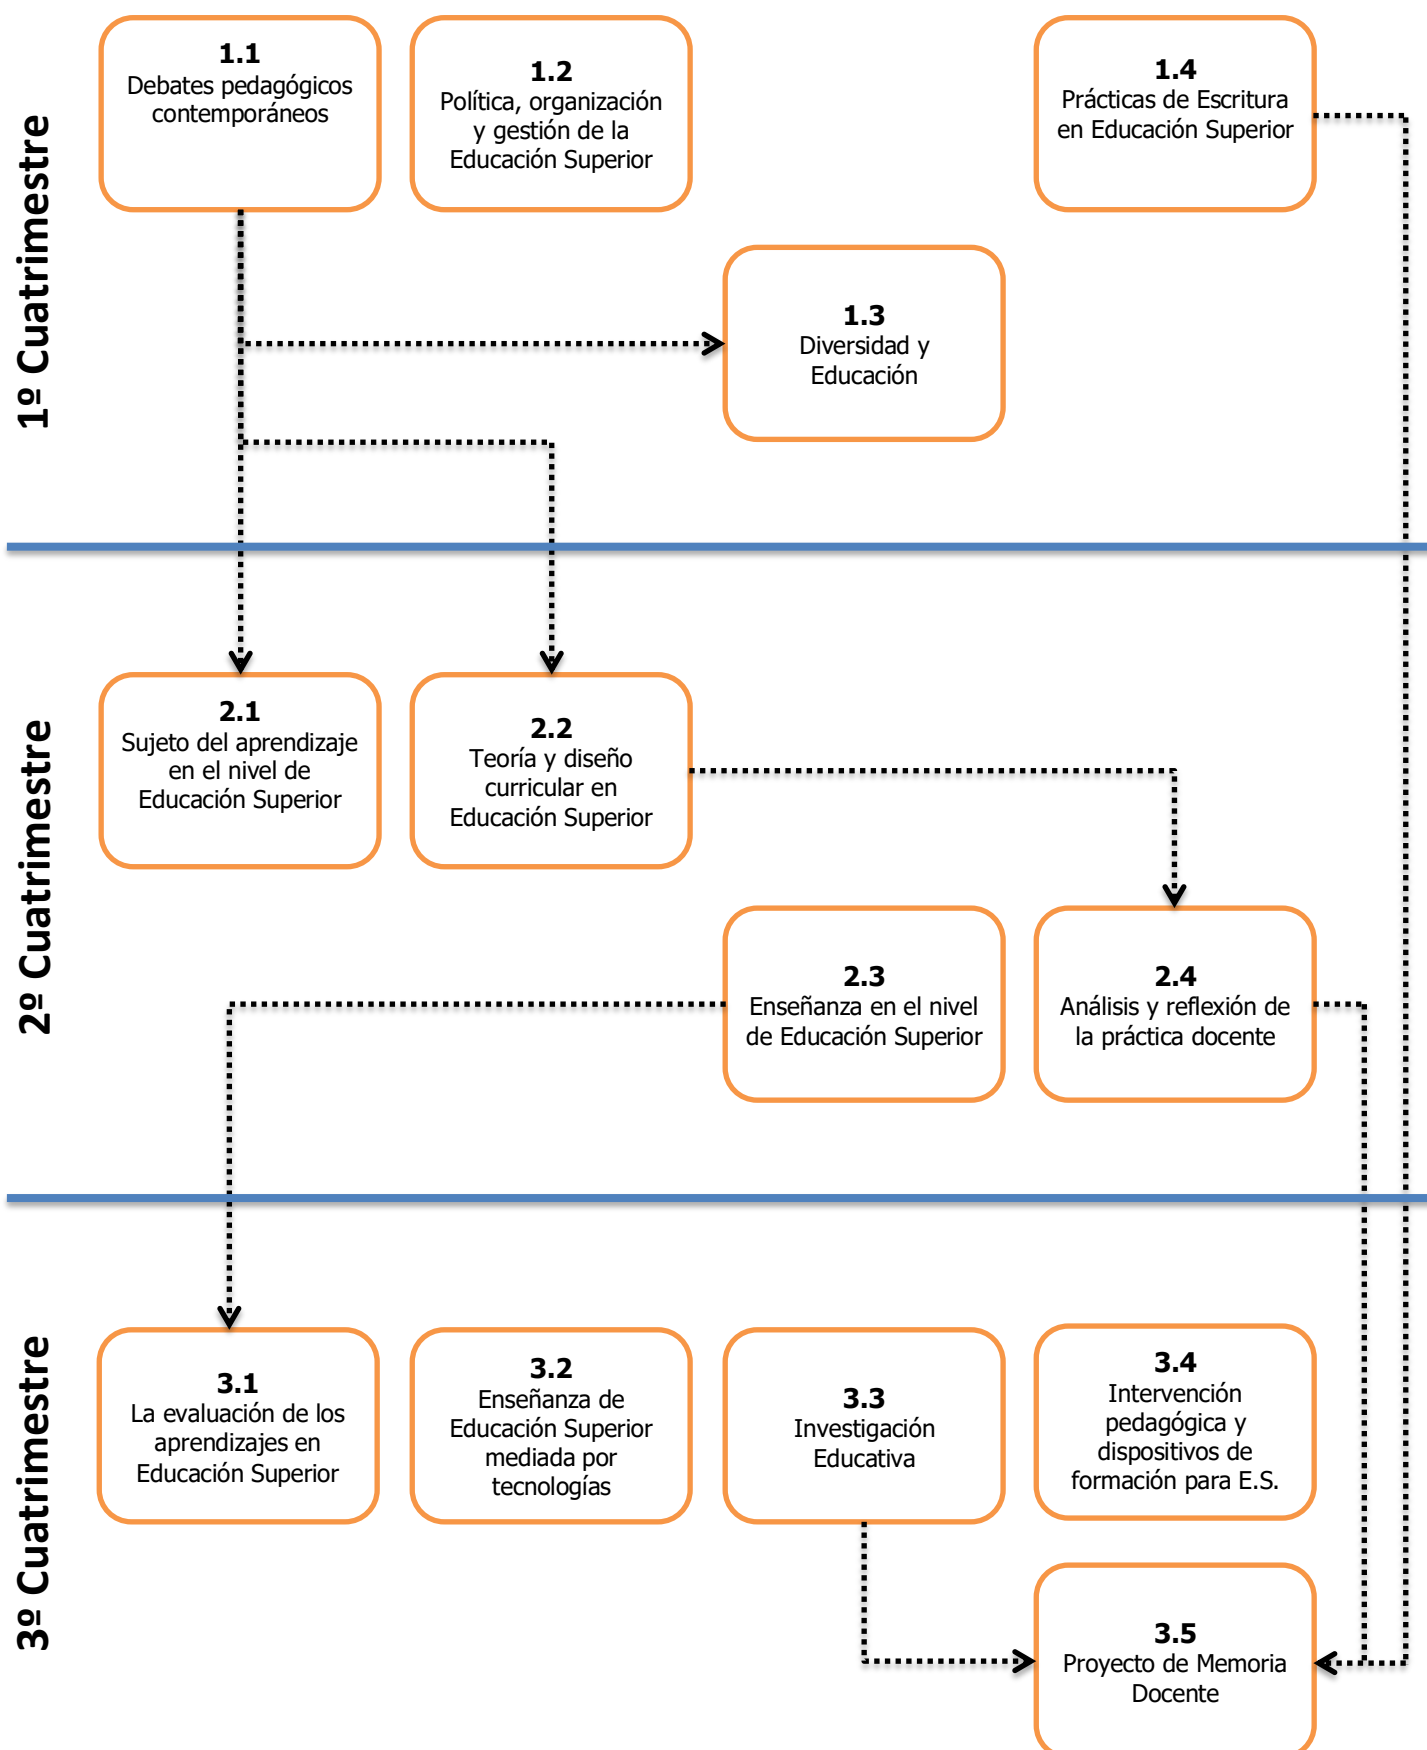 1º Cuatrimestre
1.1
Debates pedagógicos
contemporáneos
1.2
Política, organización
y gestión de la
Educación Superior
1.4
Prácticas de Escritura
en Educación Superior
1.3
Diversidad y
Educación
2º Cuatrimestre
2.1
Sujeto del aprendizaje
en el nivel de
Educación Superior
2.2
Teoría y diseño
curricular en
Educación Superior
2.3
Enseñanza en el nivel
de Educación Superior
2.4
Análisis y reflexión de
la práctica docente
3º Cuatrimestre
3.1
La evaluación de los
aprendizajes en
Educación Superior
3.2
Enseñanza de
Educación Superior
mediada por
tecnologías
3.3
Investigación
Educativa
3.4
Intervención
pedagógica y
dispositivos de
formación para E.S.
3.5
Proyecto de Memoria
Docente